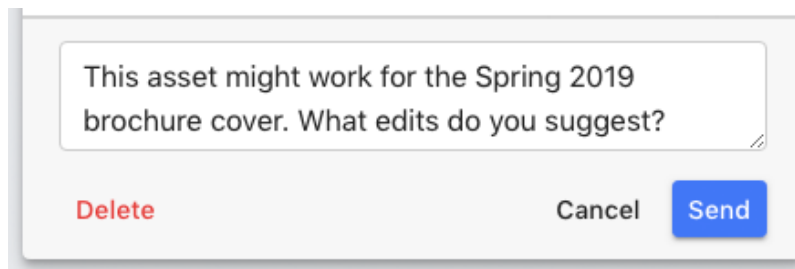 This asset might work for the Spring 2019
brochure cover. What edits do you suggest?
Delete Cancel Send